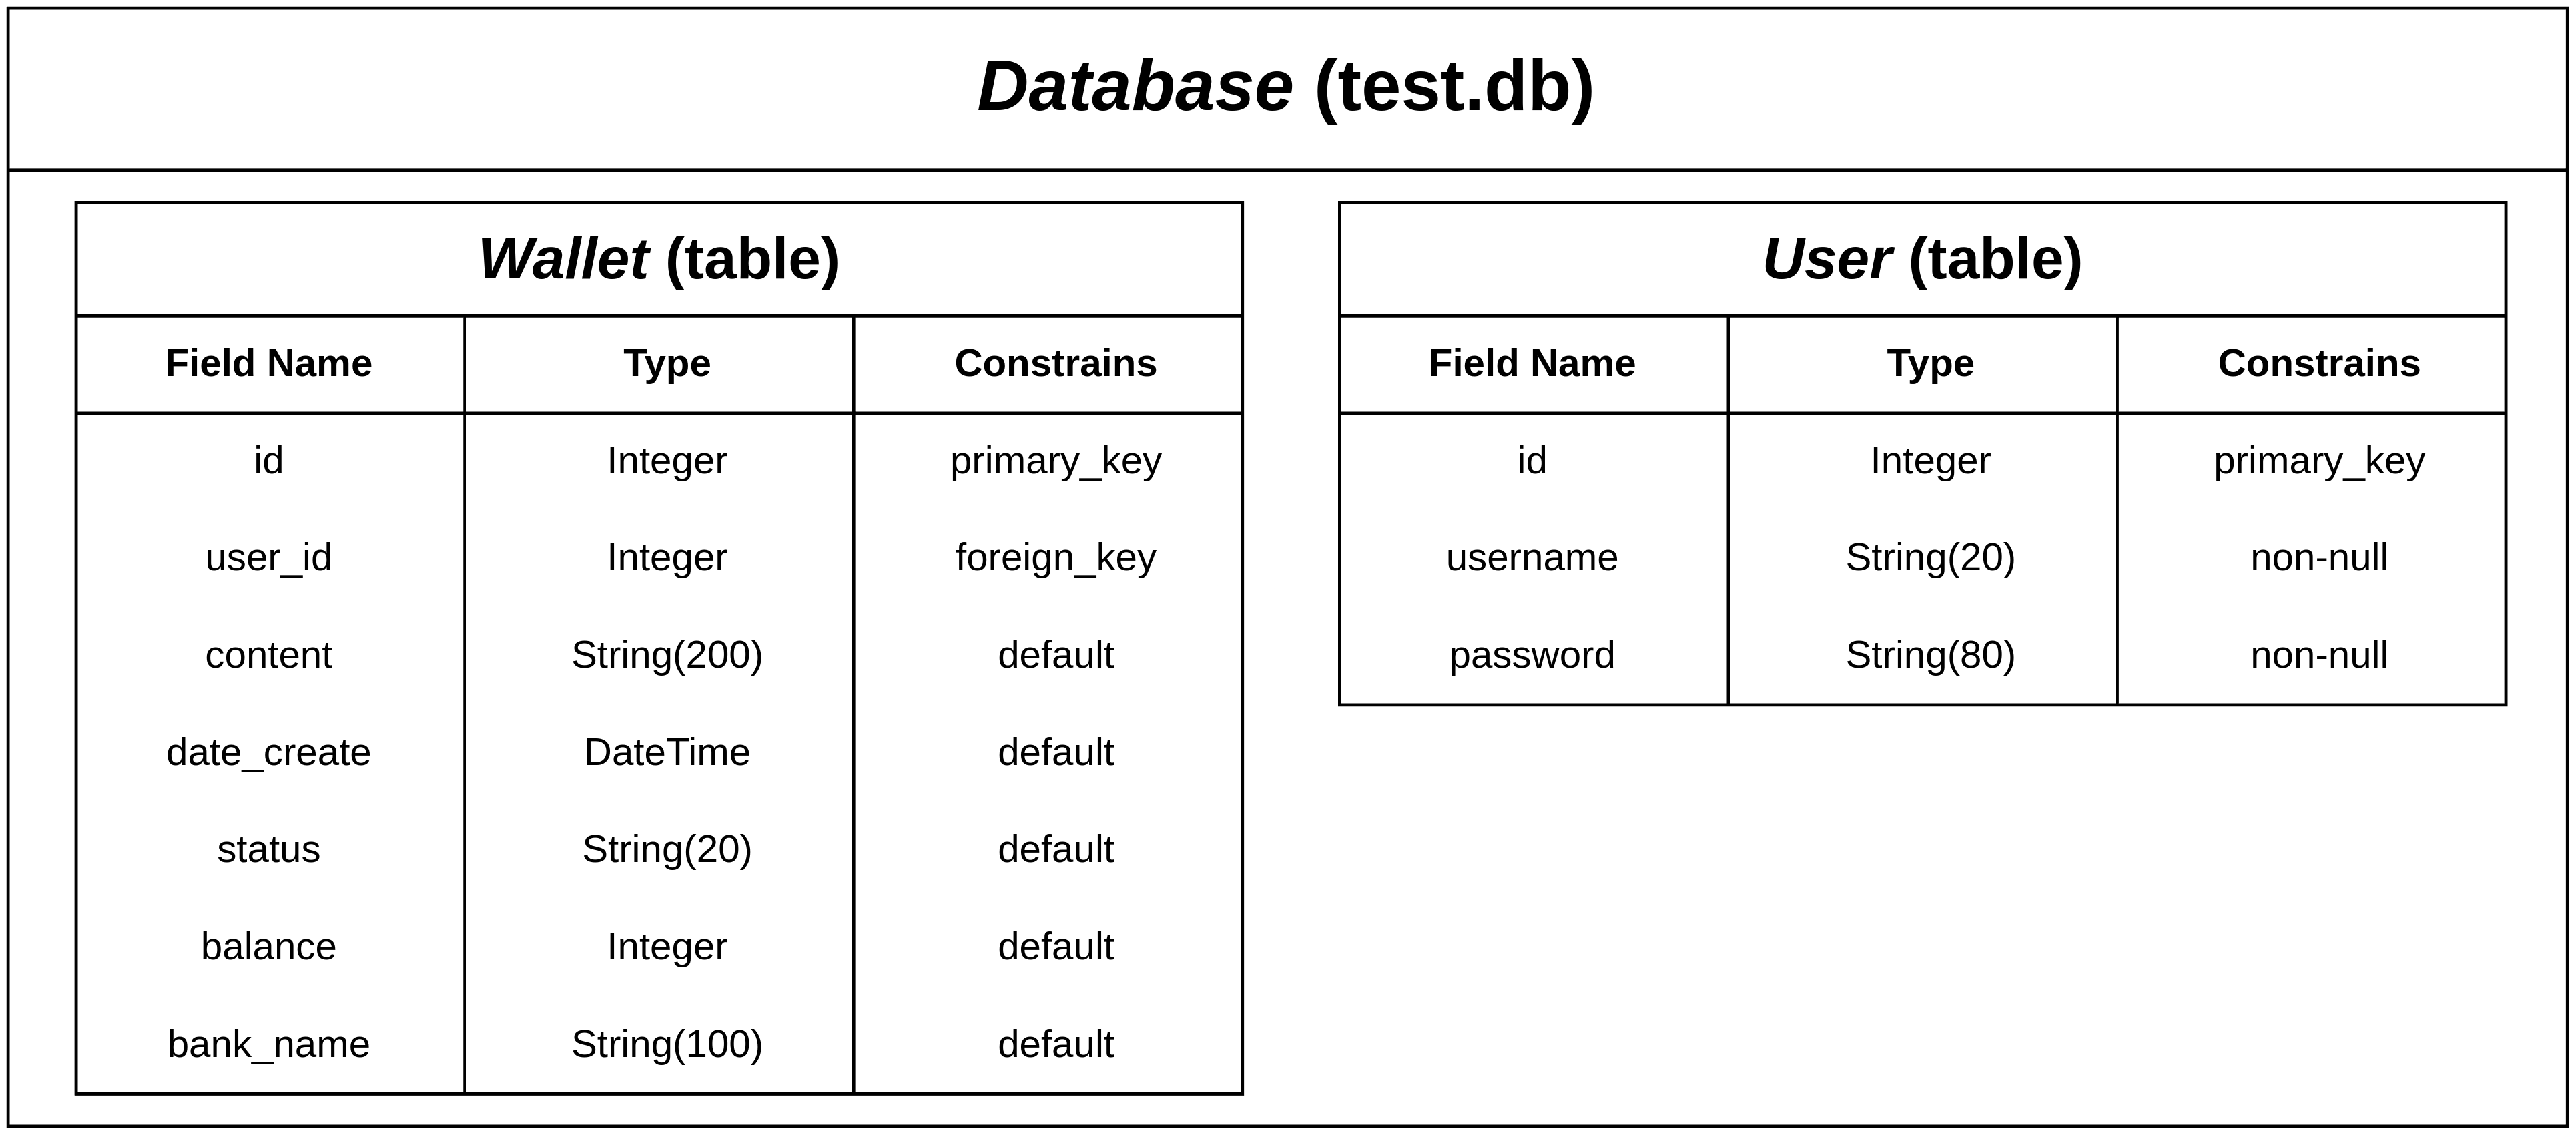 Database (test.db)
Wallet (table)
Field Name Type Constrains
id Integer primary_key
user_id Integer foreign_key
content String(200) default
date_create DateTime default
status String(20) default
balance Integer default
bank_name String(100) default
User (table)
Field Name Type Constrains
id Integer primary_key
username String(20) non-null
password String(80) non-null